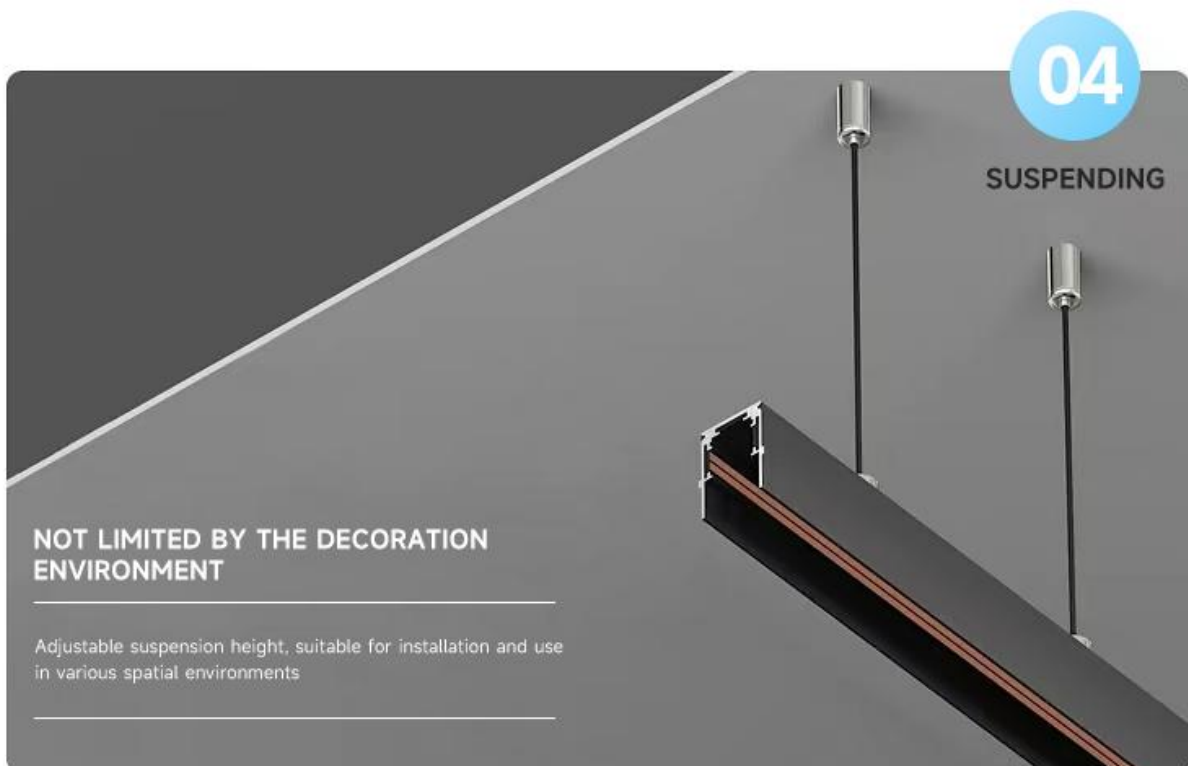 04
SUSPENDING
NOT LIMITED BY THE DECORATION
ENVIRONMENT
Adjustable suspension height, suitable for installation and use
in various spatial environments